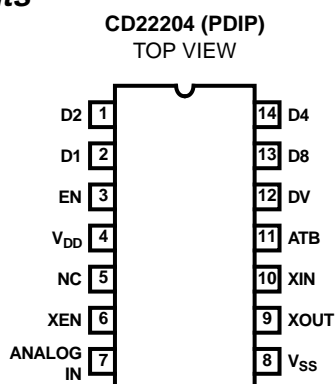 CD22204 (PDIP)
TOP VIEW
D2 1 14 D4
D1 2 13 D8
EN 3 12 DV
VDD 4 11 ATB
NC 5 10 XIN
XEN 6 9 XOUT
ANALOG IN 7 8 VSS